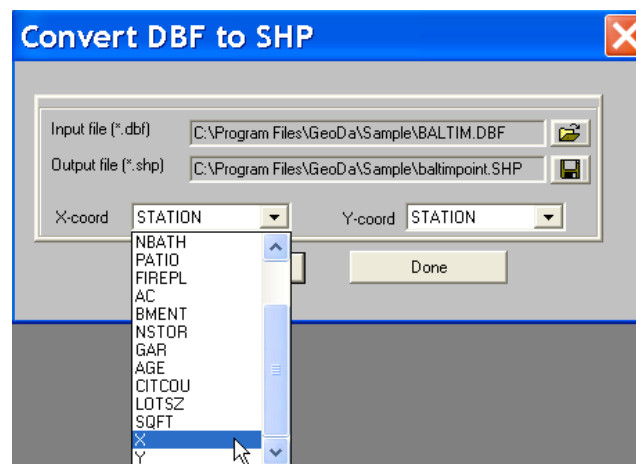 Convert DBF to SHP
Input file (*.dbf) C:\Program Files\GeoDa\Sample\BALTIM.DBF
Output file (*.shp) C:\Program Files\GeoDa\Sample\baltimpoint.SHP
X-coord STATION Y-coord STATION
NBATH
PATIO
FIREPL
AC Done
BMENT
NSTOR
GAR
AGE
CITCOU
LOTSZ
SQFT
X
Y